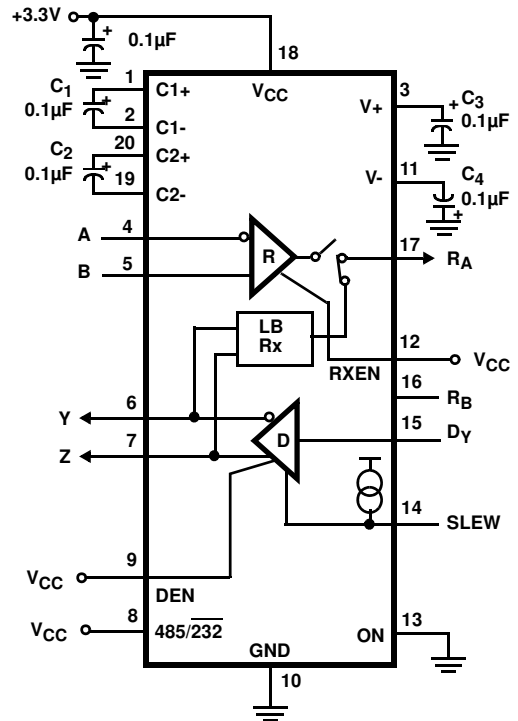 +3.3V
0.1µF
18
C1
0.1µF
1
C1+
VCC
2
C1-
3
V+
C3
0.1µF
C2
0.1µF
20
C2+
19
C2-
11
V-
C4
0.1µF
A
4
B
5
R
17
RA
LB
Rx
RXEN
12
VCC
16
RB
Y
6
Z
7
D
15
DY
14
SLEW
VCC
9
DEN
VCC
8
485/232
ON
13
GND
10